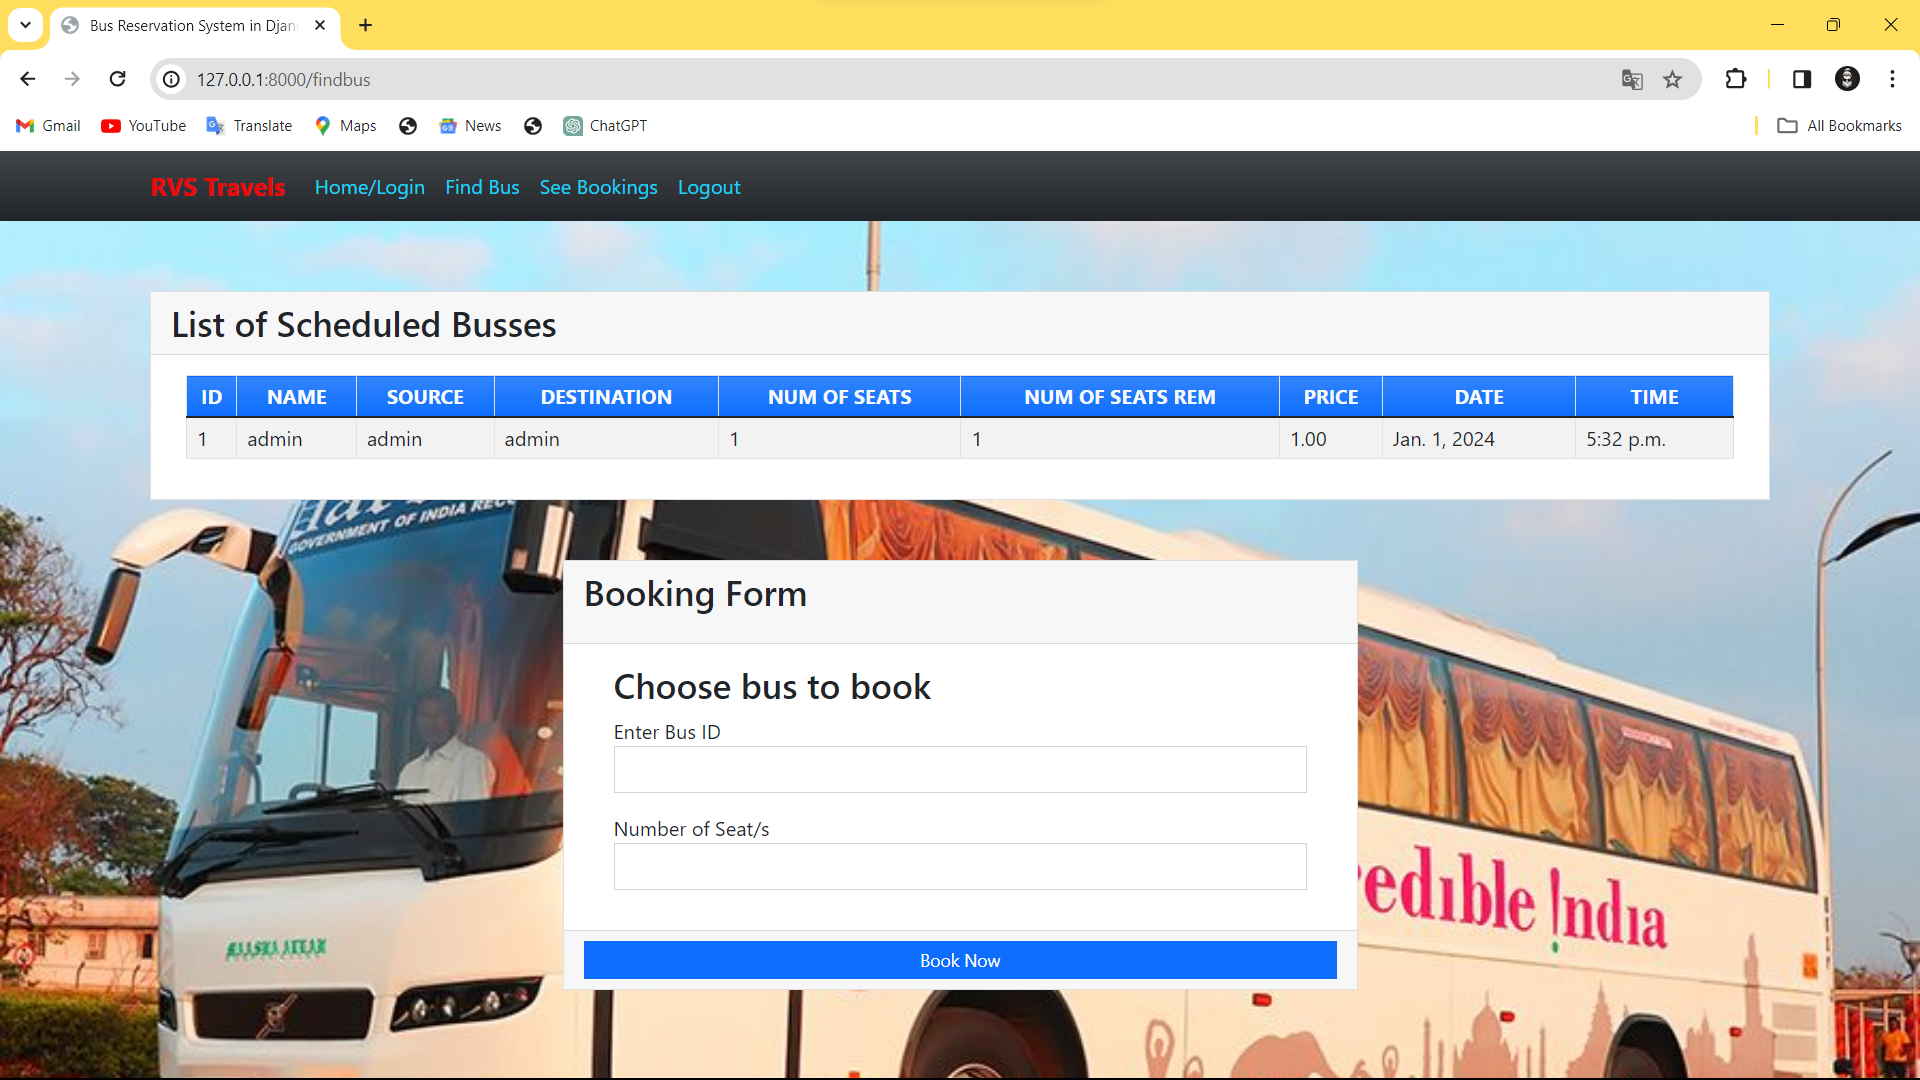 Bus Reservation System in Djan
127.0.0.1:8000/findbus
Gmail YouTube Translate Maps News ChatGPT All Bookmarks
RVS Travels Home/Login Find Bus See Bookings Logout
List of Scheduled Busses
ID NAME SOURCE DESTINATION NUM OF SEATS NUM OF SEATS REM PRICE DATE TIME
1 admin admin admin 1 1 1.00 Jan. 1, 2024 5:32 p.m.
GOVERNMENT OF INDIA RECO
Booking Form
Choose bus to book
Enter Bus ID
Number of Seat/s
Book Now
edıble !ndıa